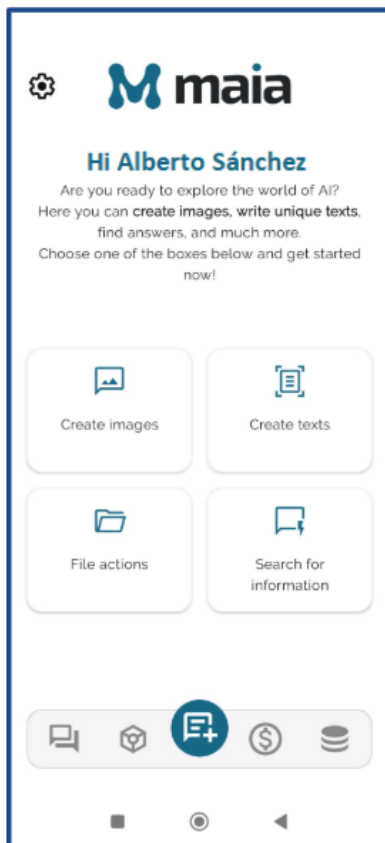 maia
Hi Alberto Sánchez
Are you ready to explore the world of AI?
Here you can create images, write unique texts,
find answers, and much more.
Choose one of the boxes below and get started
now!
Create images
Create texts
File actions
Search for
information